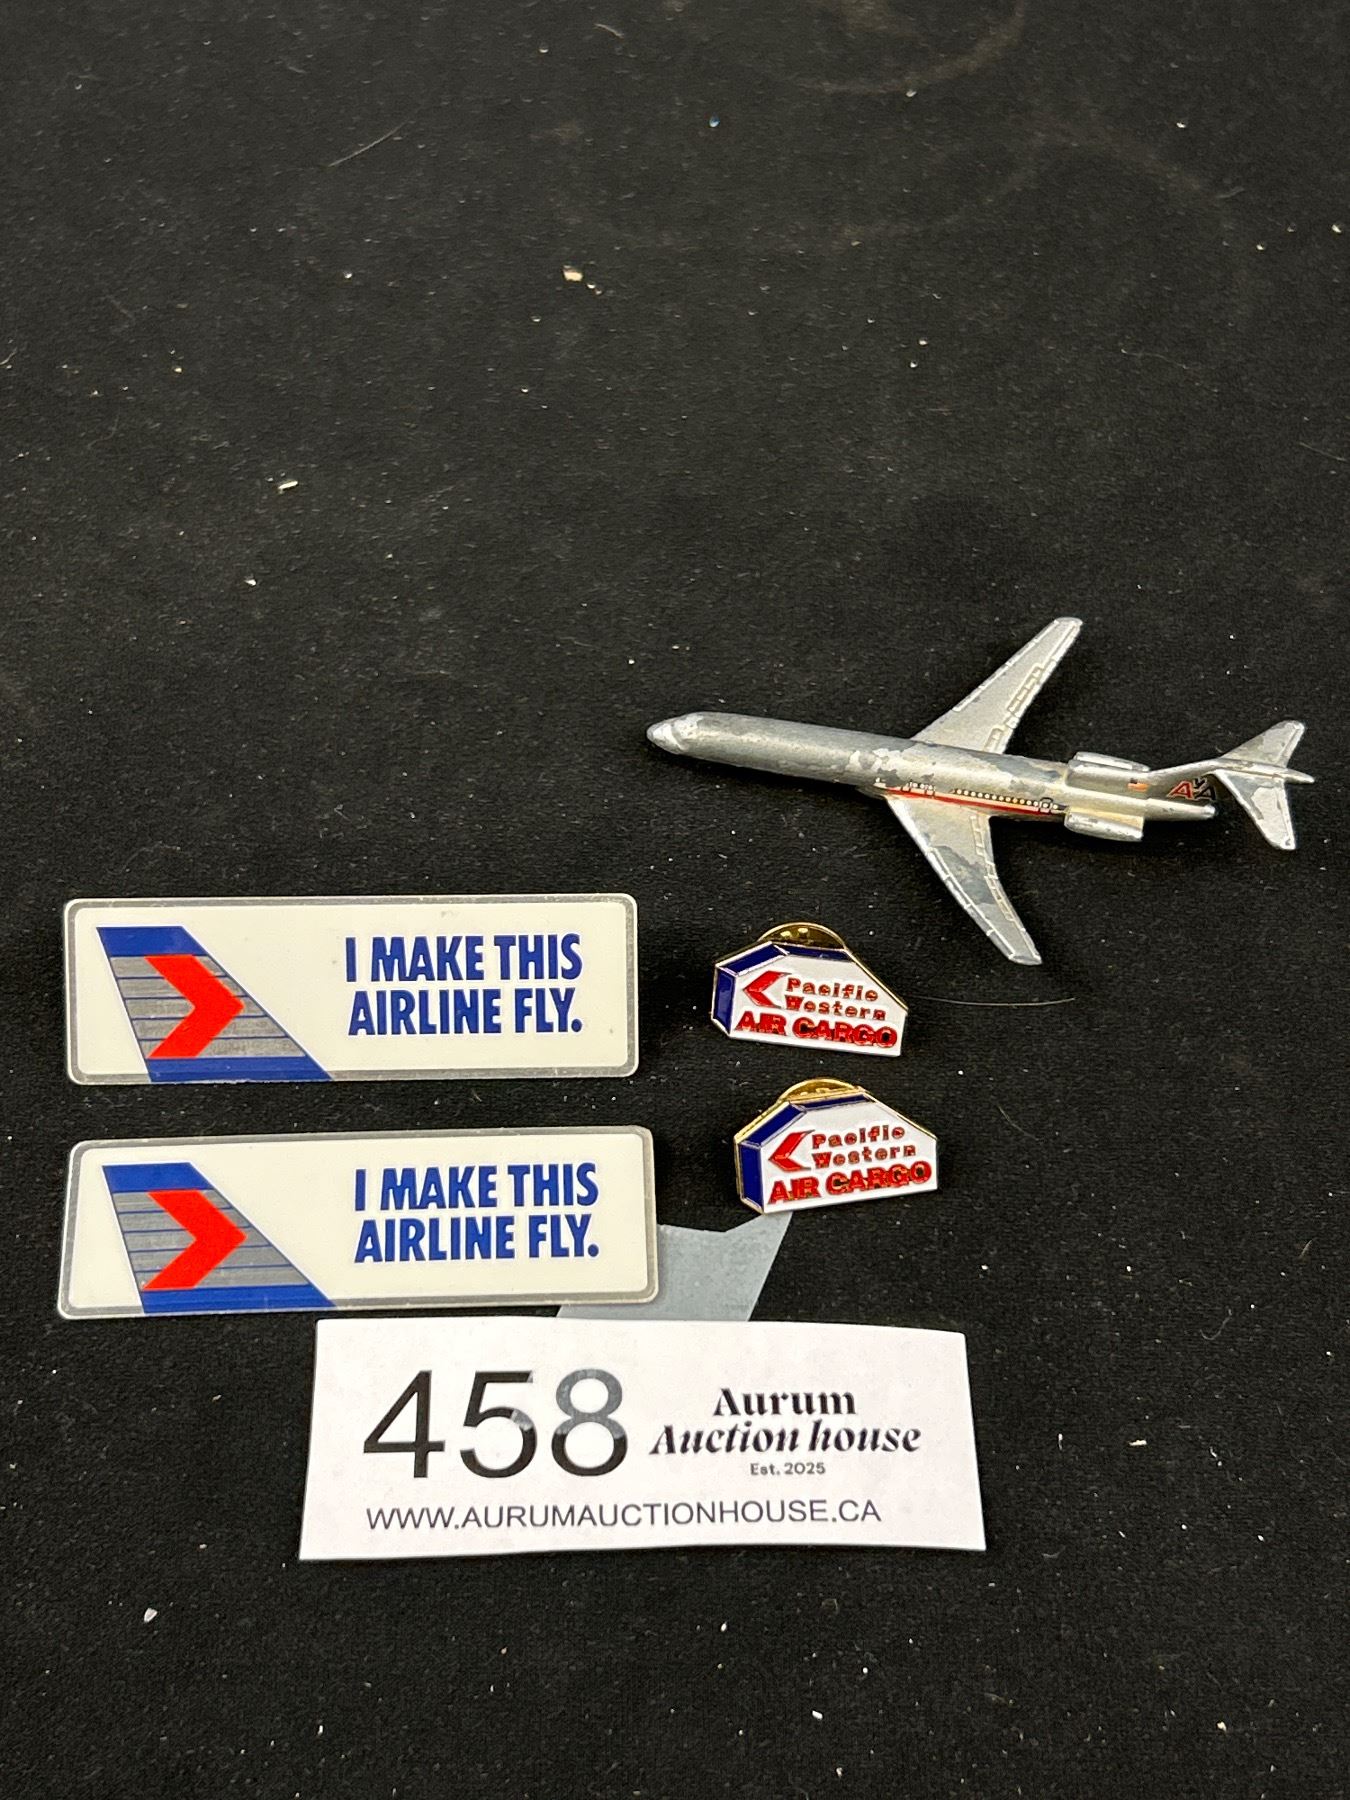 AA
I MAKE THIS
AIRLINE FLY.
Pacific
Western
AIR CARGO
I MAKE THIS
AIRLINE FLY.
Pacific
Western
AIR CARGO
458
Aurum
Auction house
Est. 2025
WWW.AURUMAUCTIONHOUSE.CA